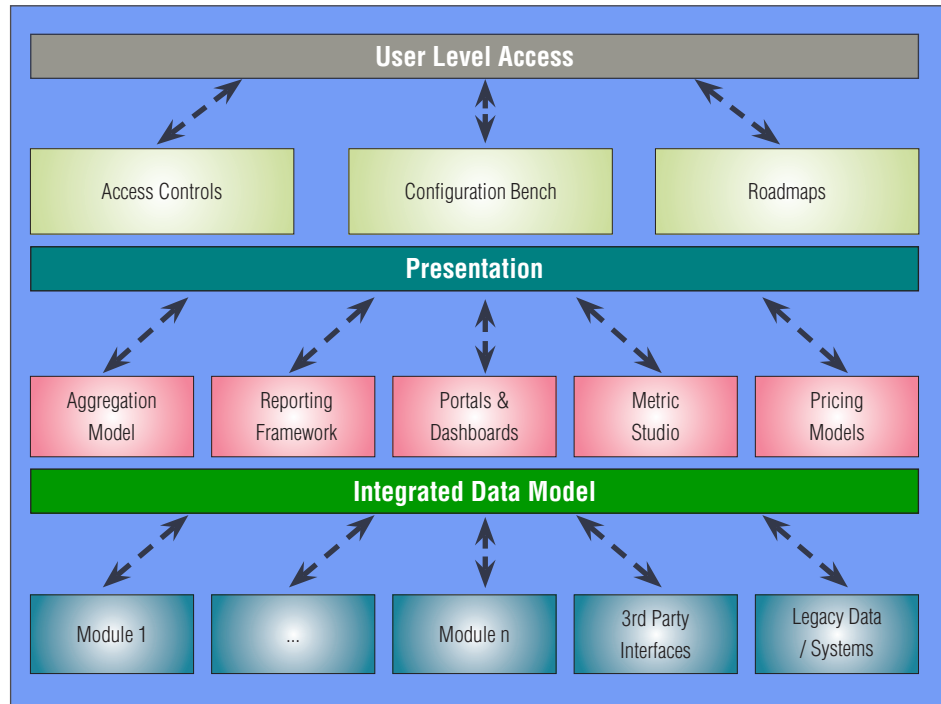 User Level Access
Access Controls
Configuration Bench
Roadmaps
Presentation
Aggregation
Model
Reporting
Framework
Portals &
Dashboards
Metric
Studio
Pricing
Models
Integrated Data Model
Module 1
...
Module n
3rd Party
Interfaces
Legacy Data
/ Systems